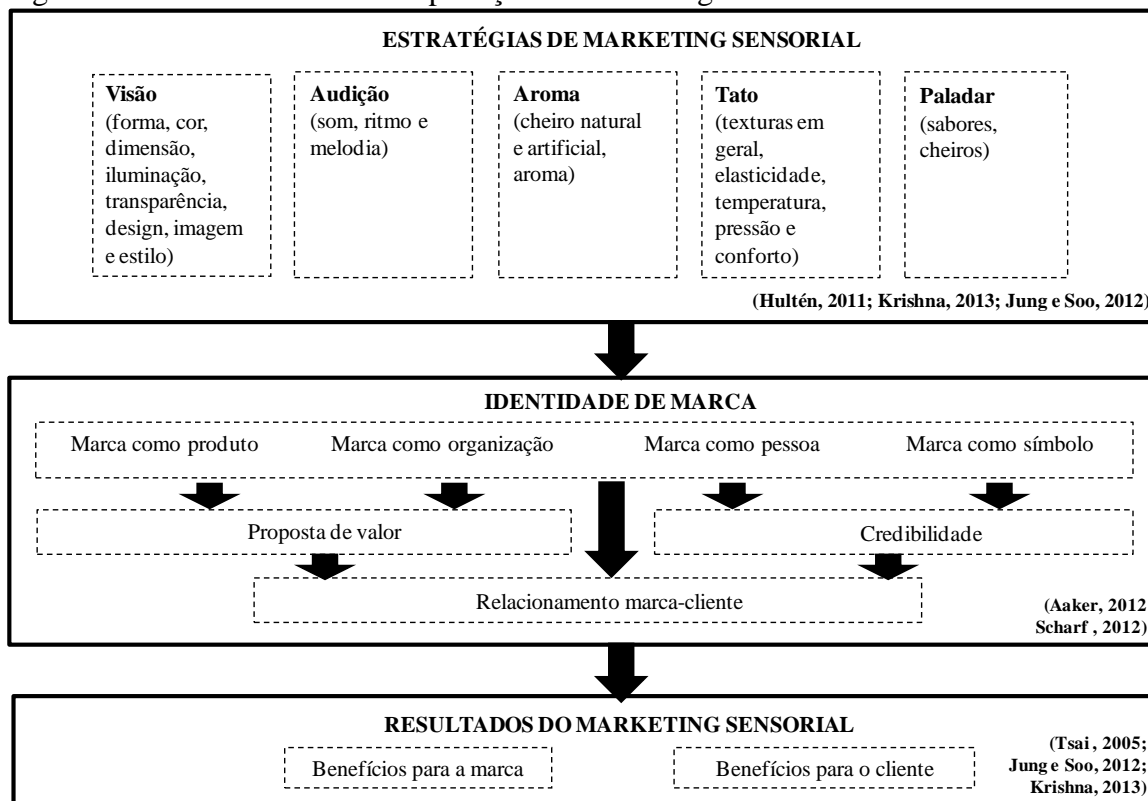 ESTRATÉGIAS DE MARKETING SENSORIAL
Visão
(forma, cor,
dimensão,
iluminação,
transparência,
design, imagem
e estilo)
Audição
(som, ritmo e
melodia)
Aroma
(cheiro natural
e artificial,
aroma)
Tato
(texturas em
geral,
elasticidade,
temperatura,
pressão e
conforto)
Paladar
(sabores,
cheiros)
(Hultén, 2011; Krishna, 2013; Jung e Soo, 2012)
IDENTIDADE DE MARCA
Marca como produto
Marca como organização
Marca como pessoa
Marca como símbolo
Proposta de valor
Credibilidade
Relacionamento marca-cliente
(Aaker, 2012
Scharf , 2012)
RESULTADOS DO MARKETING SENSORIAL
Benefícios para a marca
Benefícios para o cliente
(Tsai , 2005;
Jung e Soo, 2012;
Krishna, 2013)